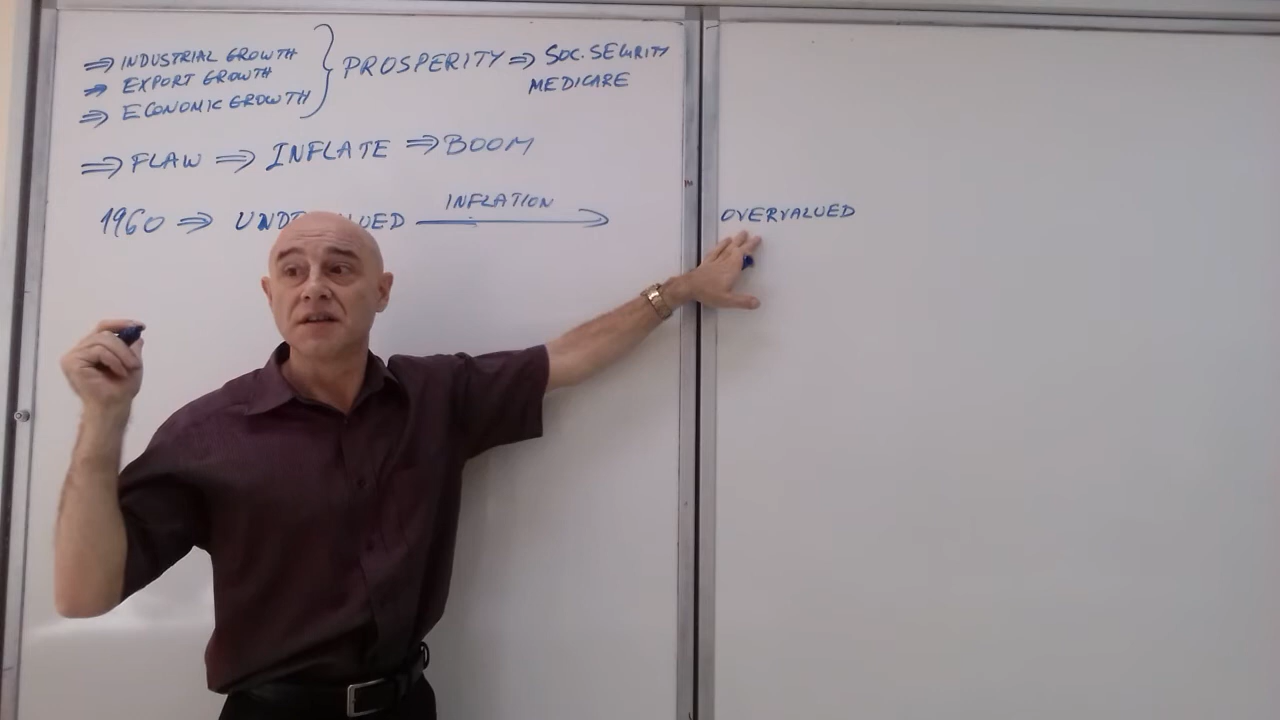 ⇒ INDUSTRIAL GROWTH
⇒ EXPORT GROWTH
⇒ ECONOMIC GROWTH
} PROSPERITY ⇒ SOC. SECURITY
MEDICARE
⇒ FLAW ⇒ INFLATE ⇒ BOOM
INFLATION
1960 ⇒ → OVERVALUED